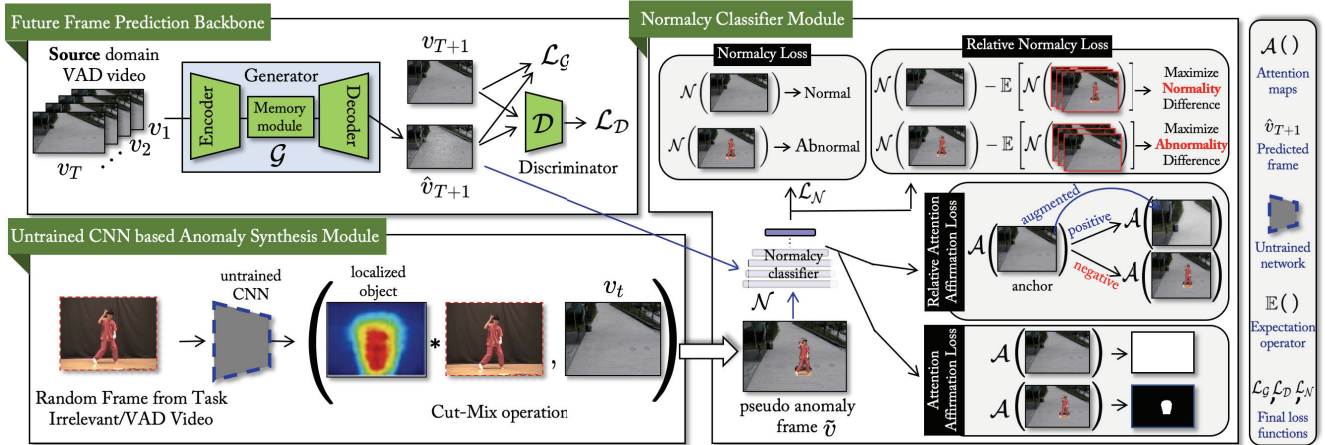 Future Frame Prediction Backbone
Source domain
VAD video
v_1
v_2
v_T
Generator
Encoder
Memory
module
Decoder
𝒢
v_{T+1}
v̂_{T+1}
ℒ_𝒢
𝒟
ℒ_𝒟
Discriminator
Untrained CNN based Anomaly Synthesis Module
untrained
CNN
localized
object
*
,
v_t
Random Frame from Task
Irrelevant/VAD Video
Cut-Mix operation
Normalcy Classifier Module
Normalcy Loss
𝒩( ) → Normal
𝒩( ) → Abnormal
Relative Normalcy Loss
𝒩( ) − 𝔼[𝒩( )] → Maximize
Normality
Difference
𝒩( ) − 𝔼[𝒩( )] → Maximize
Abnormality
Difference
ℒ_𝒩
Normalcy
classifier
𝒩
pseudo anomaly
frame ṽ
Relative Attention
Affirmation Loss
augmented
𝒜( )
anchor
positive
𝒜( )
negative
𝒜( )
Attention
Affirmation Loss
𝒜( ) →
𝒜( ) →
𝒜( )
Attention
maps
v̂_{T+1}
Predicted
frame
Untrained
network
𝔼( )
Expectation
operator
ℒ_𝒢,ℒ_𝒟,ℒ_𝒩
Final loss
functions